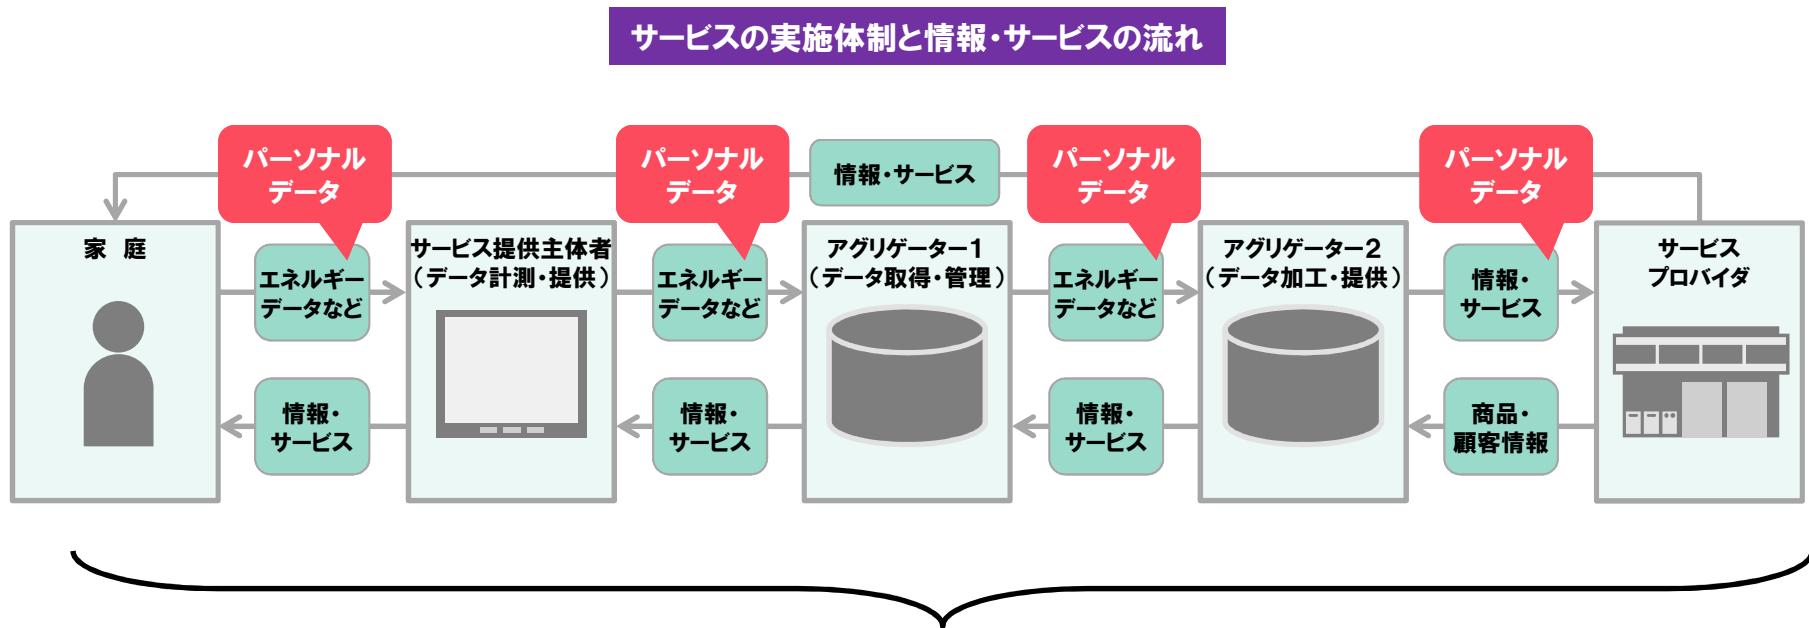 サービスの実施体制と情報・サービスの流れ
パーソナル
データ
パーソナル
データ
情報・サービス
パーソナル
データ
パーソナル
データ
家 庭
エネルギー
データなど
情報・
サービス
サービス提供主体者
（データ計測・提供）
エネルギー
データなど
情報・
サービス
アグリゲーター1
（データ取得・管理）
エネルギー
データなど
情報・
サービス
アグリゲーター2
（データ加工・提供）
情報・
サービス
商品・
顧客情報
サービス
プロバイダ